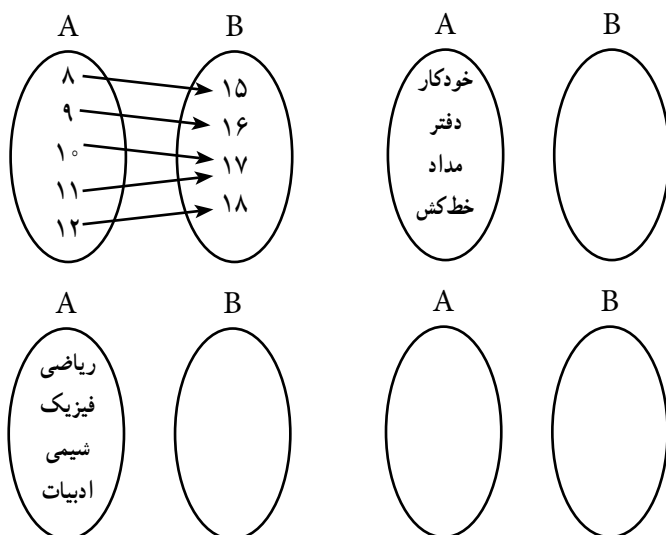 A B
۸
۹
۱۰
۱۱
۱۲
۱۵
۱۶
۱۷
۱۸
A B
خودکار
دفتر
مداد
خط‌کش
A B
ریاضی
فیزیک
شیمی
ادبیات
A B